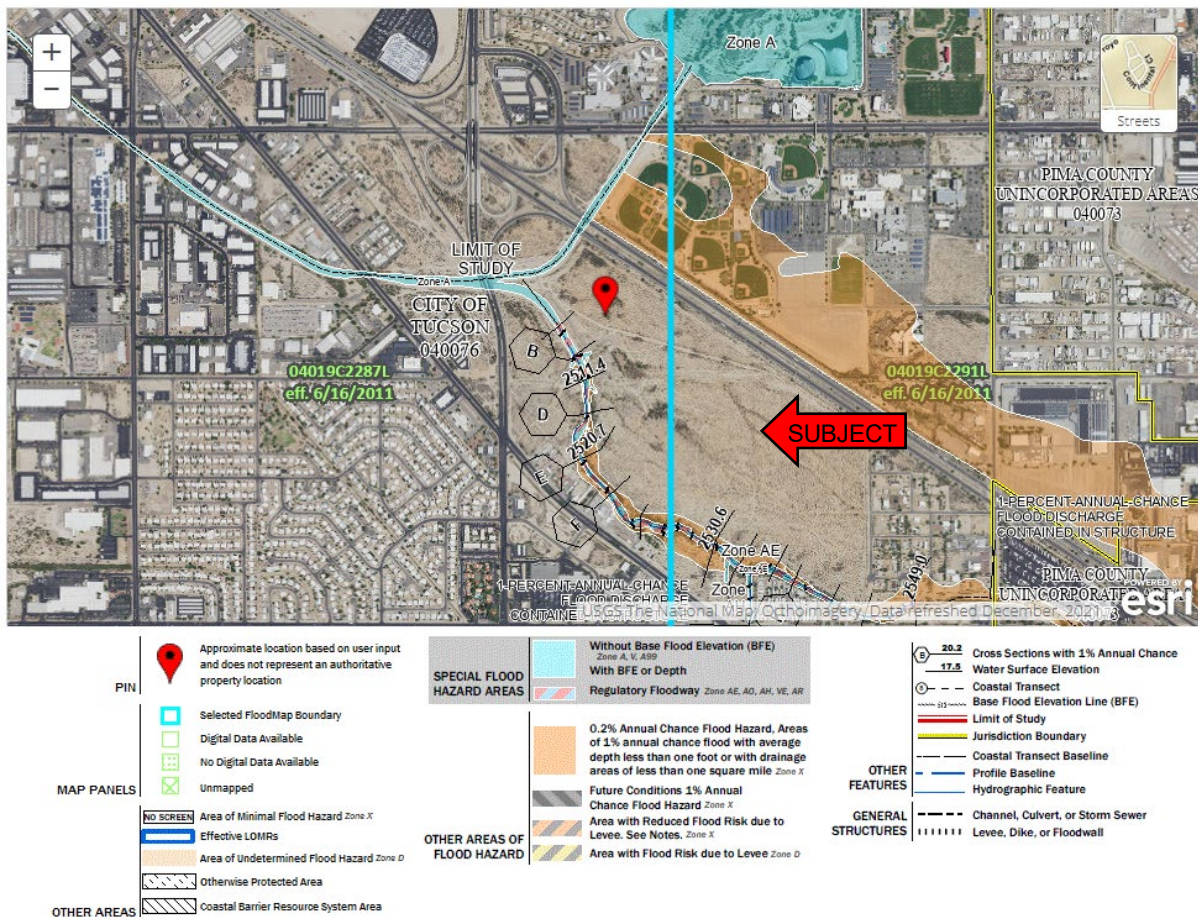 +
−
Zone A
royo
El
Continental
Streets
PIMA COUNTY
UNINCORPORATED AREAS
040073
LIMIT OF
STUDY
Zone A
CITY OF
TUCSON
040076
B
2511.4
04019C2287L
eff. 6/16/2011
04019C2291L
eff. 6/16/2011
D
2520.7
SUBJECT
E
F
2530.6
1-PERCENT-ANNUAL-CHANCE
FLOOD DISCHARGE
CONTAINED IN STRUCTURE
Zone AE
Zone AE
2549.0
1-PERCENT-ANNUAL-CHANCE
FLOOD DISCHARGE
Zone
PIMA COUNTY
UNINCORPORATED
POWERED BY
esri
USGS The National Map: Orthoimagery. Data refreshed December, 2021
PIN
Approximate location based on user input
and does not represent an authoritative
property location
MAP PANELS
Selected FloodMap Boundary
Digital Data Available
No Digital Data Available
Unmapped
OTHER AREAS
NO SCREEN Area of Minimal Flood Hazard Zone X
Effective LOMRs
Area of Undetermined Flood Hazard Zone D
Otherwise Protected Area
Coastal Barrier Resource System Area
SPECIAL FLOOD
HAZARD AREAS
Without Base Flood Elevation (BFE)
Zone A, V, A99
With BFE or Depth
Regulatory Floodway Zone AE, AO, AH, VE, AR
OTHER AREAS OF
FLOOD HAZARD
0.2% Annual Chance Flood Hazard, Areas
of 1% annual chance flood with average
depth less than one foot or with drainage
areas of less than one square mile Zone X
Future Conditions 1% Annual
Chance Flood Hazard Zone X
Area with Reduced Flood Risk due to
Levee. See Notes. Zone X
Area with Flood Risk due to Levee Zone D
OTHER
FEATURES
B 20.2 Cross Sections with 1% Annual Chance
17.5 Water Surface Elevation
8 Coastal Transect
513 Base Flood Elevation Line (BFE)
Limit of Study
Jurisdiction Boundary
Coastal Transect Baseline
Profile Baseline
Hydrographic Feature
GENERAL
STRUCTURES
Channel, Culvert, or Storm Sewer
Levee, Dike, or Floodwall